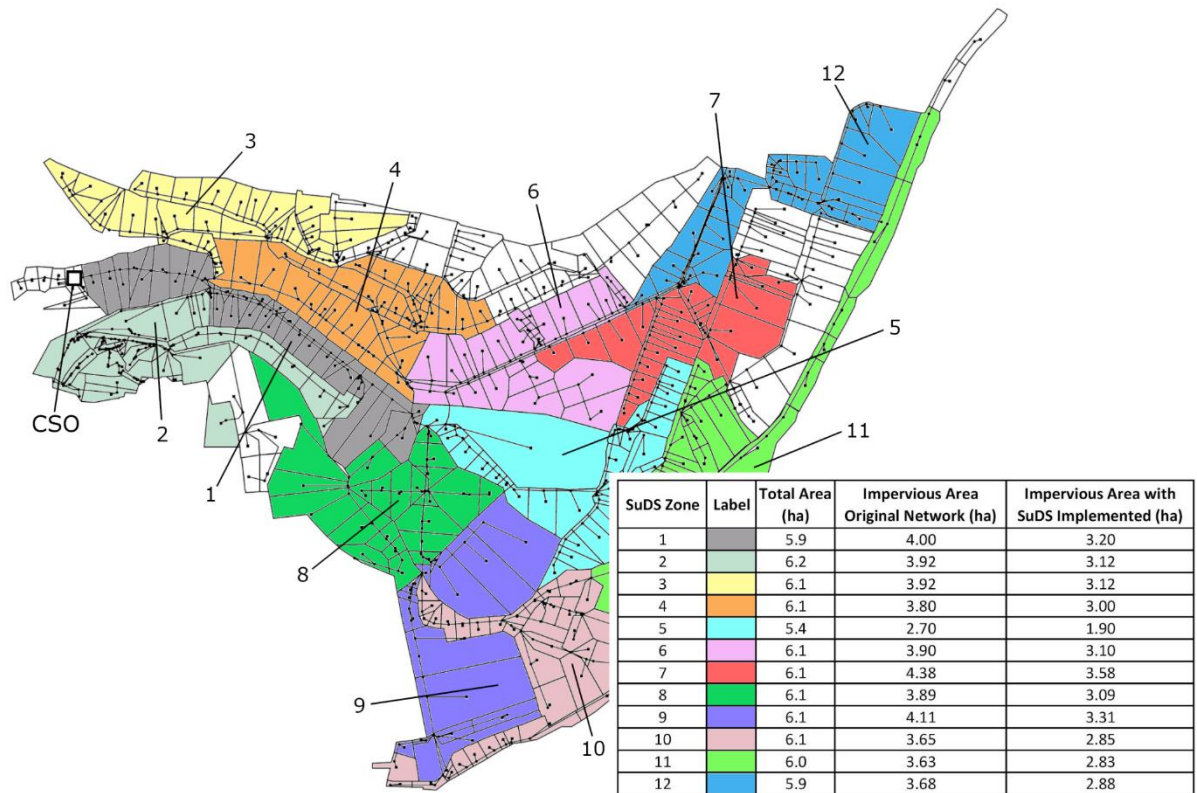 12
7
3
4
6
5
CSO
2
1
11
8
9
10
SuDS Zone Label Total Area (ha) Impervious Area Original Network (ha) Impervious Area with SuDS Implemented (ha)
1 5.9 4.00 3.20
2 6.2 3.92 3.12
3 6.1 3.92 3.12
4 6.1 3.80 3.00
5 5.4 2.70 1.90
6 6.1 3.90 3.10
7 6.1 4.38 3.58
8 6.1 3.89 3.09
9 6.1 4.11 3.31
10 6.1 3.65 2.85
11 6.0 3.63 2.83
12 5.9 3.68 2.88